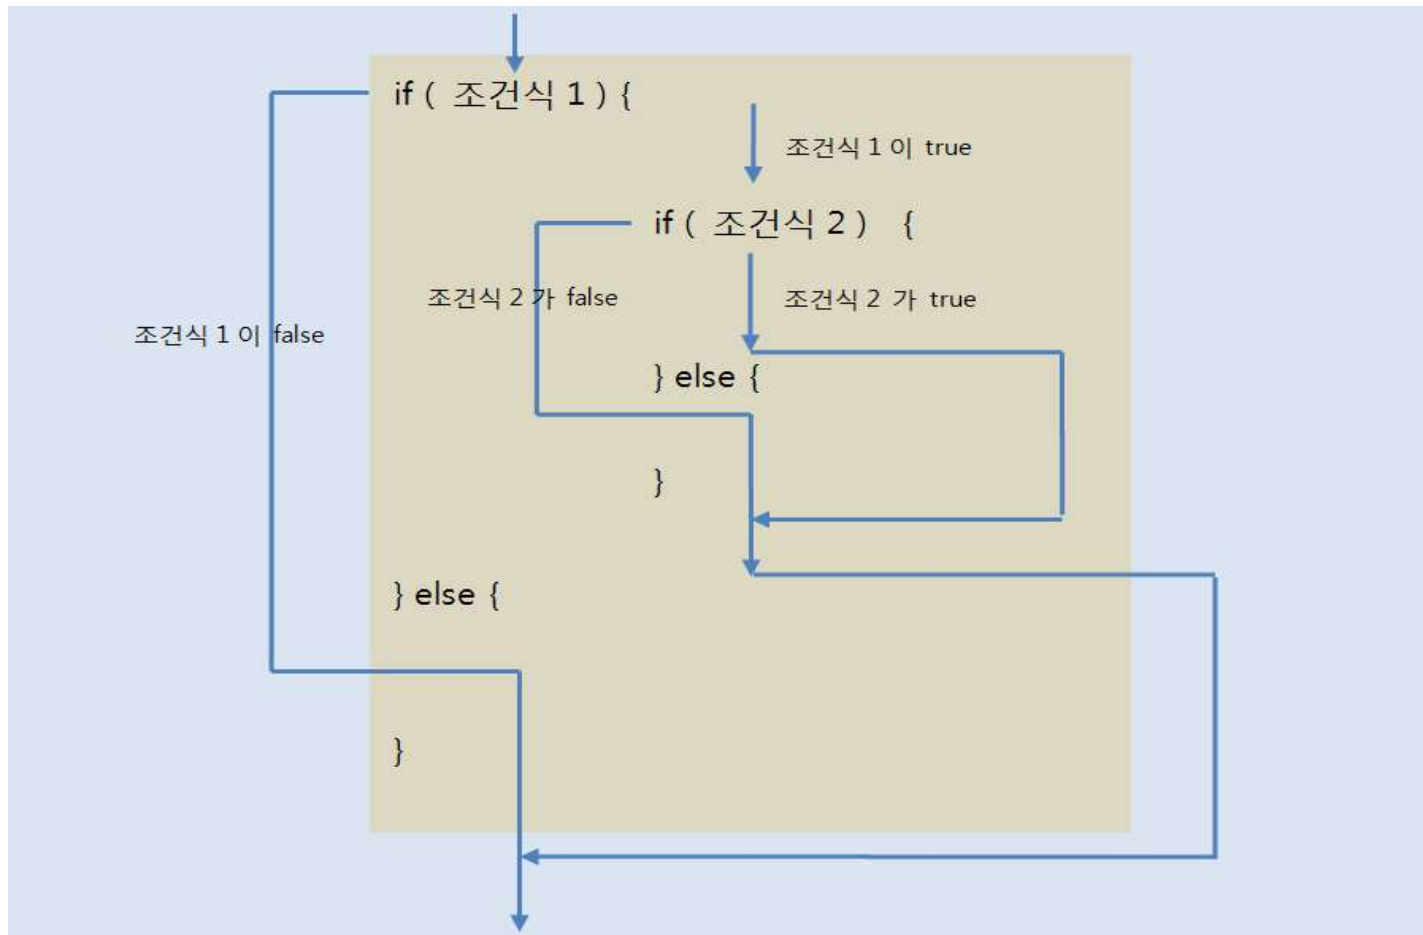 if ( 조건식 1 ) {
조건식 1 이 true
if ( 조건식 2 ) {
조건식 2 가 false
조건식 2 가 true
조건식 1 이 false
} else {
}
} else {
}